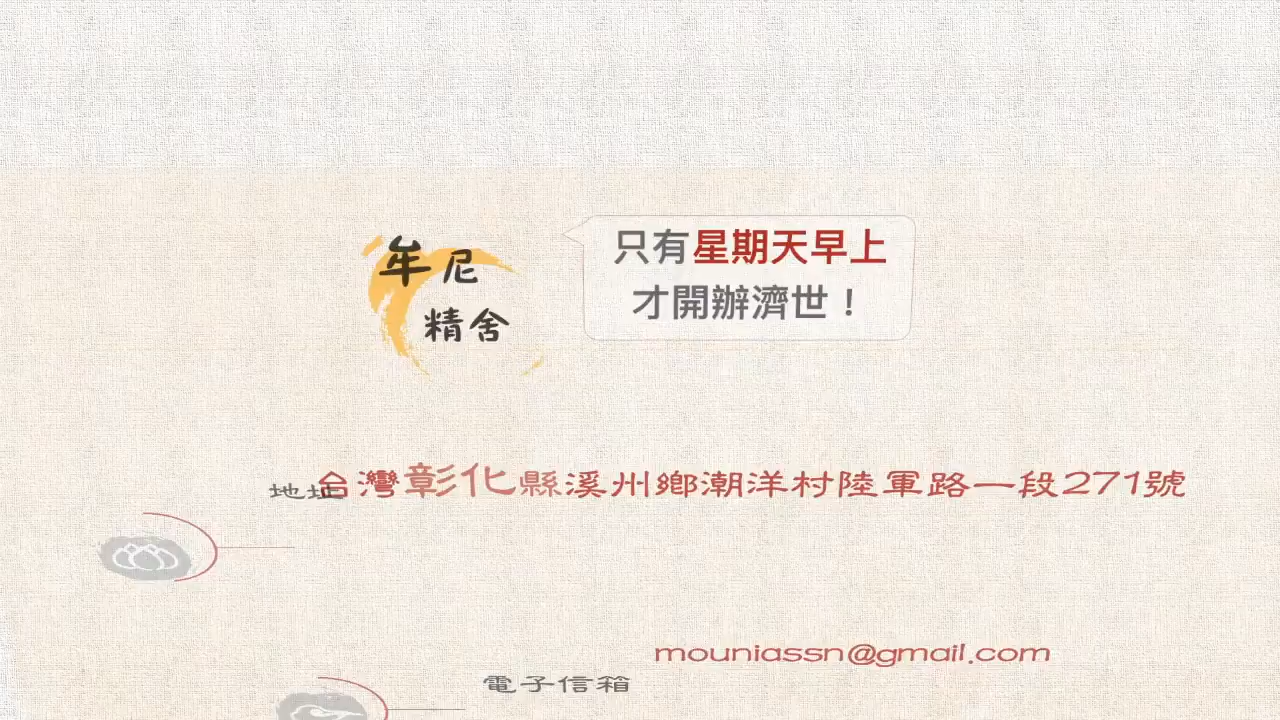 牟尼
精舍
只有星期天早上
才開辦濟世！
地址
台灣彰化縣溪州鄉潮洋村陸軍路一段271號
mouniassn@gmail.com
電子信箱